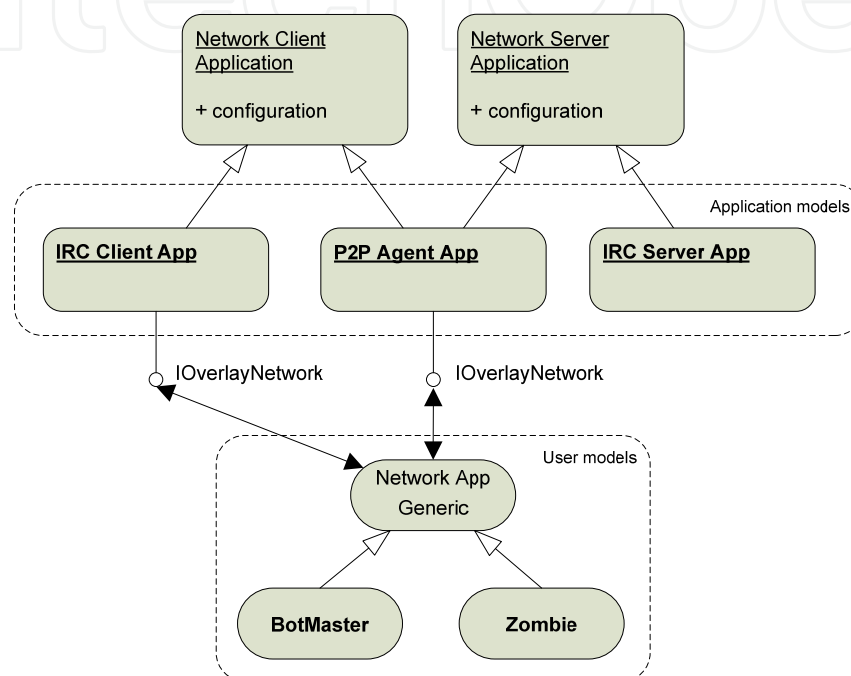 Network Client
Application
+ configuration
Network Server
Application
+ configuration
Application models
IRC Client App
P2P Agent App
IRC Server App
IOverlayNetwork
IOverlayNetwork
User models
Network App
Generic
BotMaster
Zombie